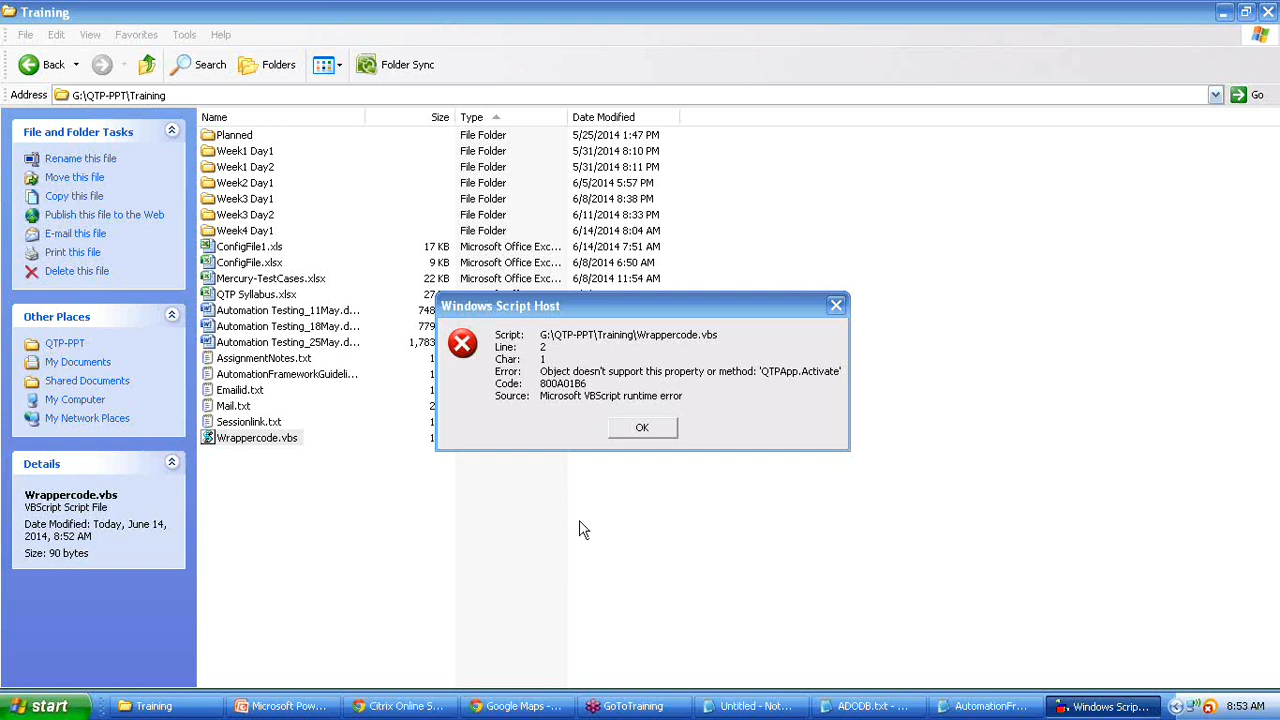 Training
File Edit View Favorites Tools Help
Back Search Folders Folder Sync
Address G:\QTP-PPT\Training Go
File and Folder Tasks
Rename this file
Move this file
Copy this file
Publish this file to the Web
E-mail this file
Print this file
Delete this file
Other Places
QTP-PPT
My Documents
Shared Documents
My Computer
My Network Places
Details
Wrappercode.vbs
VBScript Script File
Date Modified: Today, June 14,
2014, 8:52 AM
Size: 90 bytes
Name Size Type Date Modified
Planned File Folder 5/25/2014 1:47 PM
Week1 Day1 File Folder 5/31/2014 8:10 PM
Week1 Day2 File Folder 5/31/2014 8:11 PM
Week2 Day1 File Folder 6/5/2014 5:57 PM
Week3 Day1 File Folder 6/8/2014 8:38 PM
Week3 Day2 File Folder 6/11/2014 8:33 PM
Week4 Day1 File Folder 6/14/2014 8:04 AM
ConfigFile1.xls 17 KB Microsoft Office Exc... 6/14/2014 7:51 AM
ConfigFile.xlsx 9 KB Microsoft Office Exc... 6/8/2014 6:50 AM
Mercury-TestCases.xlsx 22 KB Microsoft Office Exc... 6/8/2014 11:54 AM
QTP Syllabus.xlsx 27
Automation Testing_11May.d... 748
Automation Testing_18May.d... 779
Automation Testing_25May.d... 1,783
AssignmentNotes.txt 1
AutomationFrameworkGuideli... 1
Emailid.txt 1
Mail.txt 2
Sessionlink.txt 1
Wrappercode.vbs 1
Windows Script Host
Script: G:\QTP-PPT\Training\Wrappercode.vbs
Line: 2
Char: 1
Error: Object doesn't support this property or method: 'QTPApp.Activate'
Code: 800A01B6
Source: Microsoft VBScript runtime error
OK
start Training Microsoft Pow... Citrix Online S... Google Maps - ... GoToTraining Untitled - Not... ADODB.txt - ... AutomationFr... Windows Scrip... 8:53 AM